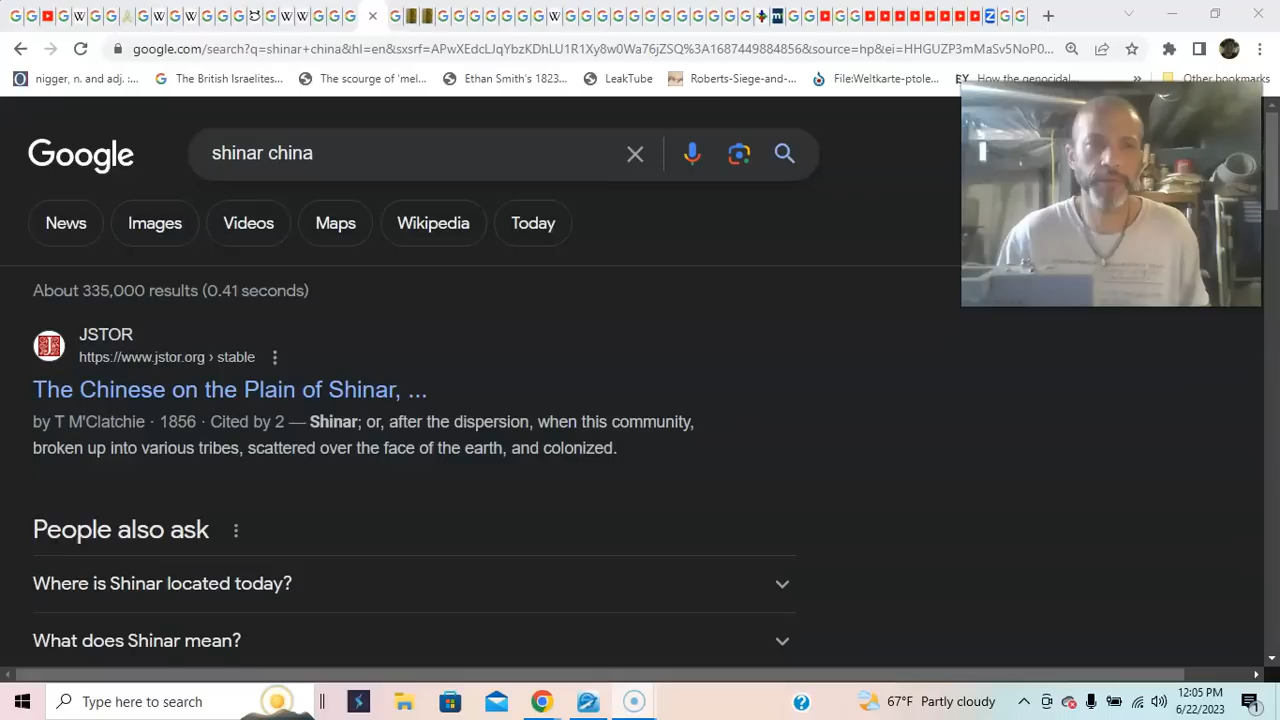 google.com/search?q=shinar+china&hl=en&sxsrf=APwXEdcLJqYbzKDhLU1R1Xy8w0Wa76jZSQ%3A1687449884856&source=hp&ei=HHGUZP3mMaSv5NoP0...
nigger, n. and adj. :... The British Israelites... The scourge of 'mel... Ethan Smith's 1823... LeakTube Roberts-Siege-and-... File:Weltkarte-ptole... EY How the genocidal... » Other bookmarks
Google
shinar china
News Images Videos Maps Wikipedia Today
About 335,000 results (0.41 seconds)
JSTOR
https://www.jstor.org › stable
The Chinese on the Plain of Shinar, ...
by T M'Clatchie · 1856 · Cited by 2 — Shinar; or, after the dispersion, when this community,
broken up into various tribes, scattered over the face of the earth, and colonized.
People also ask
Where is Shinar located today?
What does Shinar mean?
Type here to search
67°F Partly cloudy
12:05 PM
6/22/2023